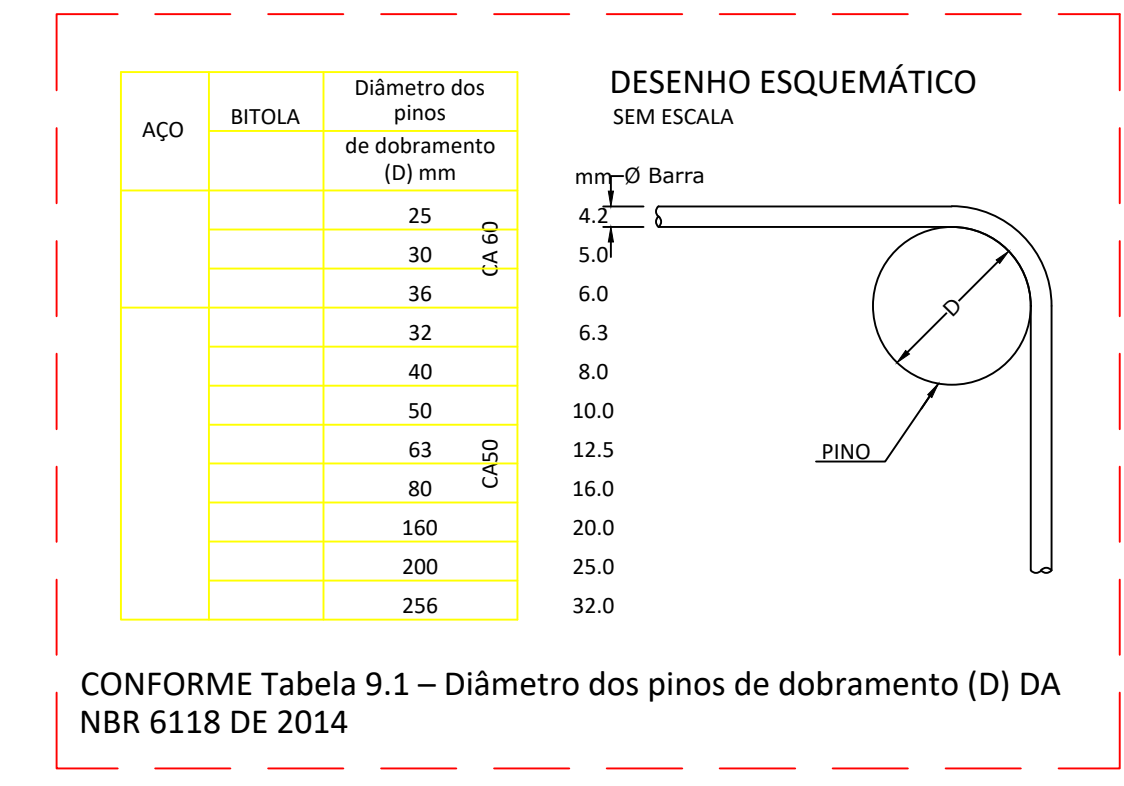 DESENHO ESQUEMÁTICO
SEM ESCALA
AÇO
BITOLA
Diâmetro dos
pinos
de dobramento
(D) mm
mm
Ø Barra
25
4.2
30
5.0
CA 60
36
6.0
32
6.3
40
8.0
50
10.0
63
12.5
CA50
80
16.0
160
20.0
200
25.0
256
32.0
D
PINO
CONFORME Tabela 9.1 – Diâmetro dos pinos de dobramento (D) DA
NBR 6118 DE 2014